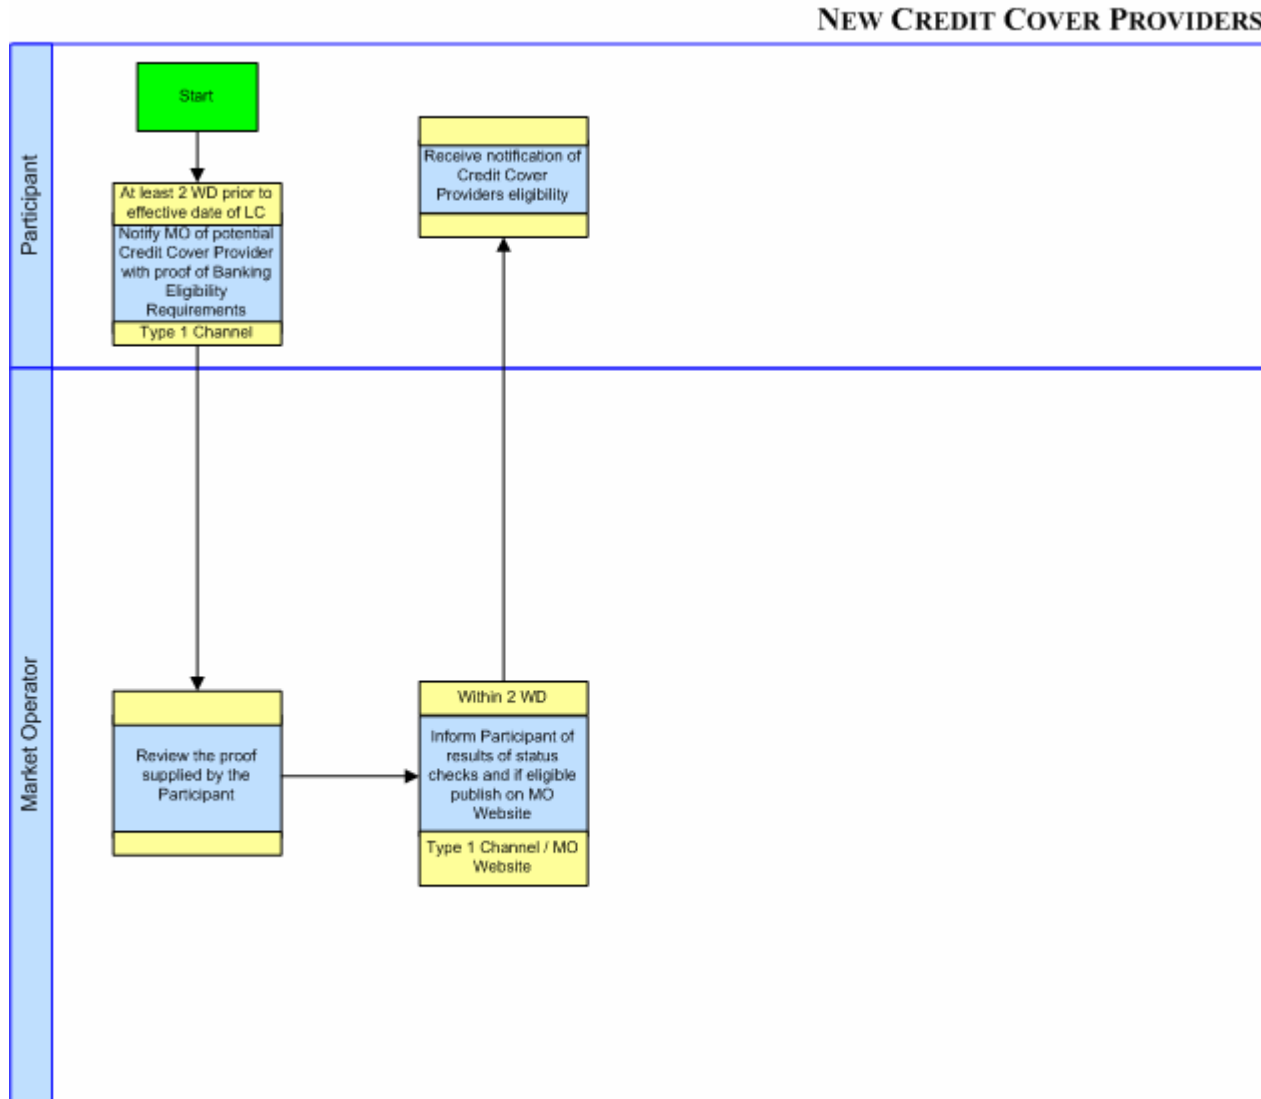 NEW CREDIT COVER PROVIDERS
Participant
Start
At least 2 WD prior to
effective date of LC
Notify MO of potential
Credit Cover Provider
with proof of Banking
Eligibility
Requirements
Type 1 Channel
Receive notification of
Credit Cover
Providers eligibility
Market Operator
Review the proof
supplied by the
Participant
Within 2 WD
Inform Participant of
results of status
checks and if eligible
publish on MO
Website
Type 1 Channel / MO
Website